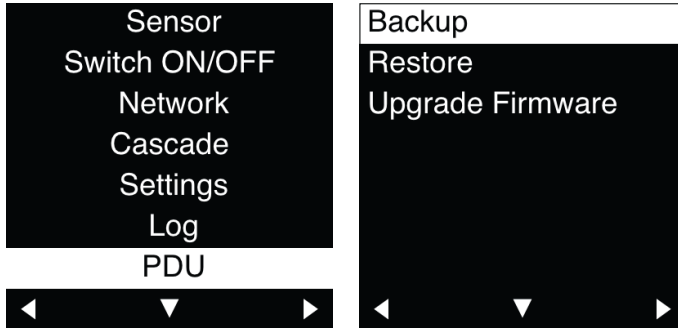 Sensor
Switch ON/OFF
Network
Cascade
Settings
Log
PDU
Backup
Restore
Upgrade Firmware